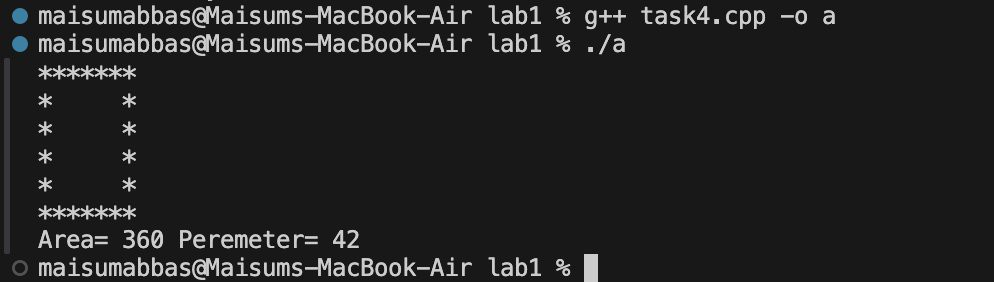 maisumabbas@Maisums-MacBook-Air lab1 % g++ task4.cpp -o a
maisumabbas@Maisums-MacBook-Air lab1 % ./a
*******
*     *
*     *
*     *
*     *
*******
Area= 360 Peremeter= 42
maisumabbas@Maisums-MacBook-Air lab1 %